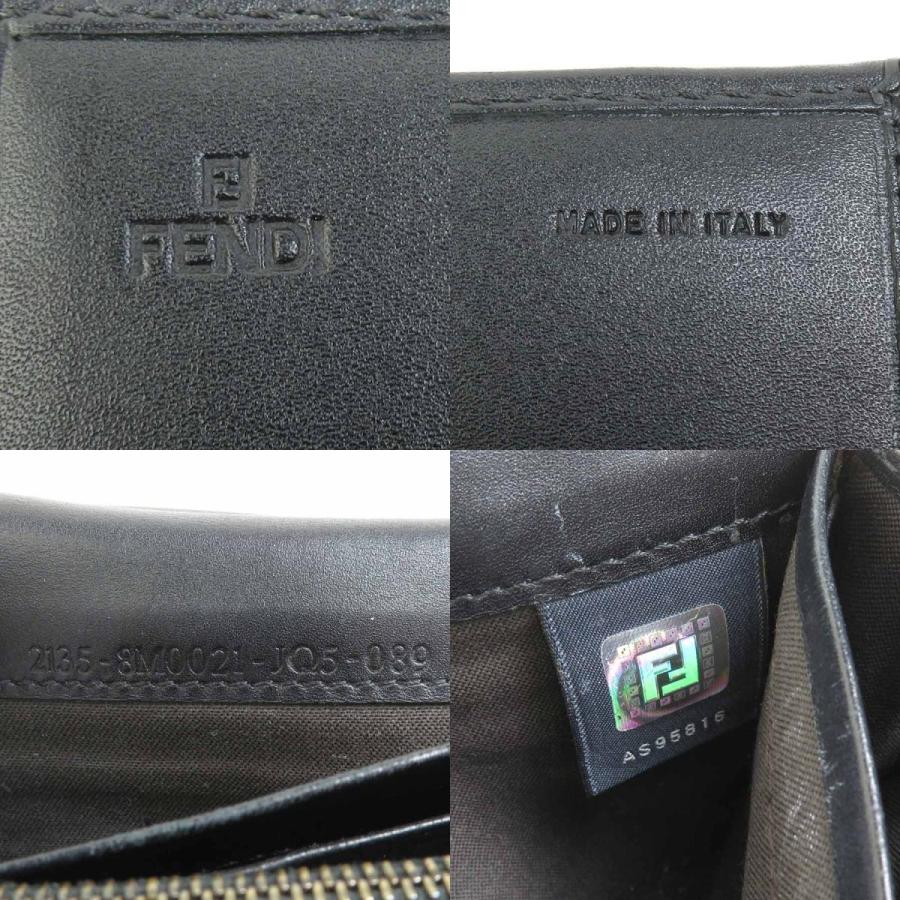 FENDI
MADE IN ITALY
2135-8M0021-JQ5-089
AS95816